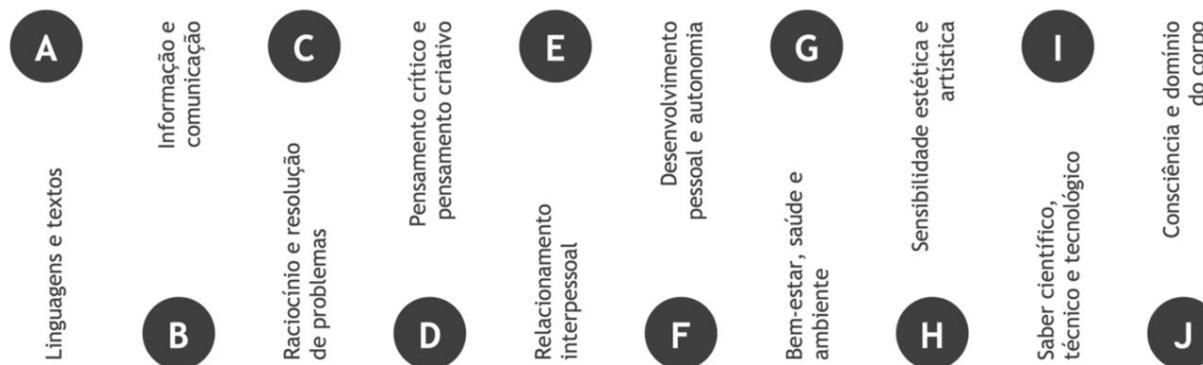 A
Linguagens e textos
B
Informação e
comunicação
C
Raciocínio e resolução
de problemas
D
Pensamento crítico e
pensamento criativo
E
Relacionamento
interpessoal
F
Desenvolvimento
pessoal e autonomia
G
Bem-estar, saúde e
ambiente
H
Sensibilidade estética e
artística
I
Saber científico,
técnico e tecnológico
J
Consciência e domínio
do corpo